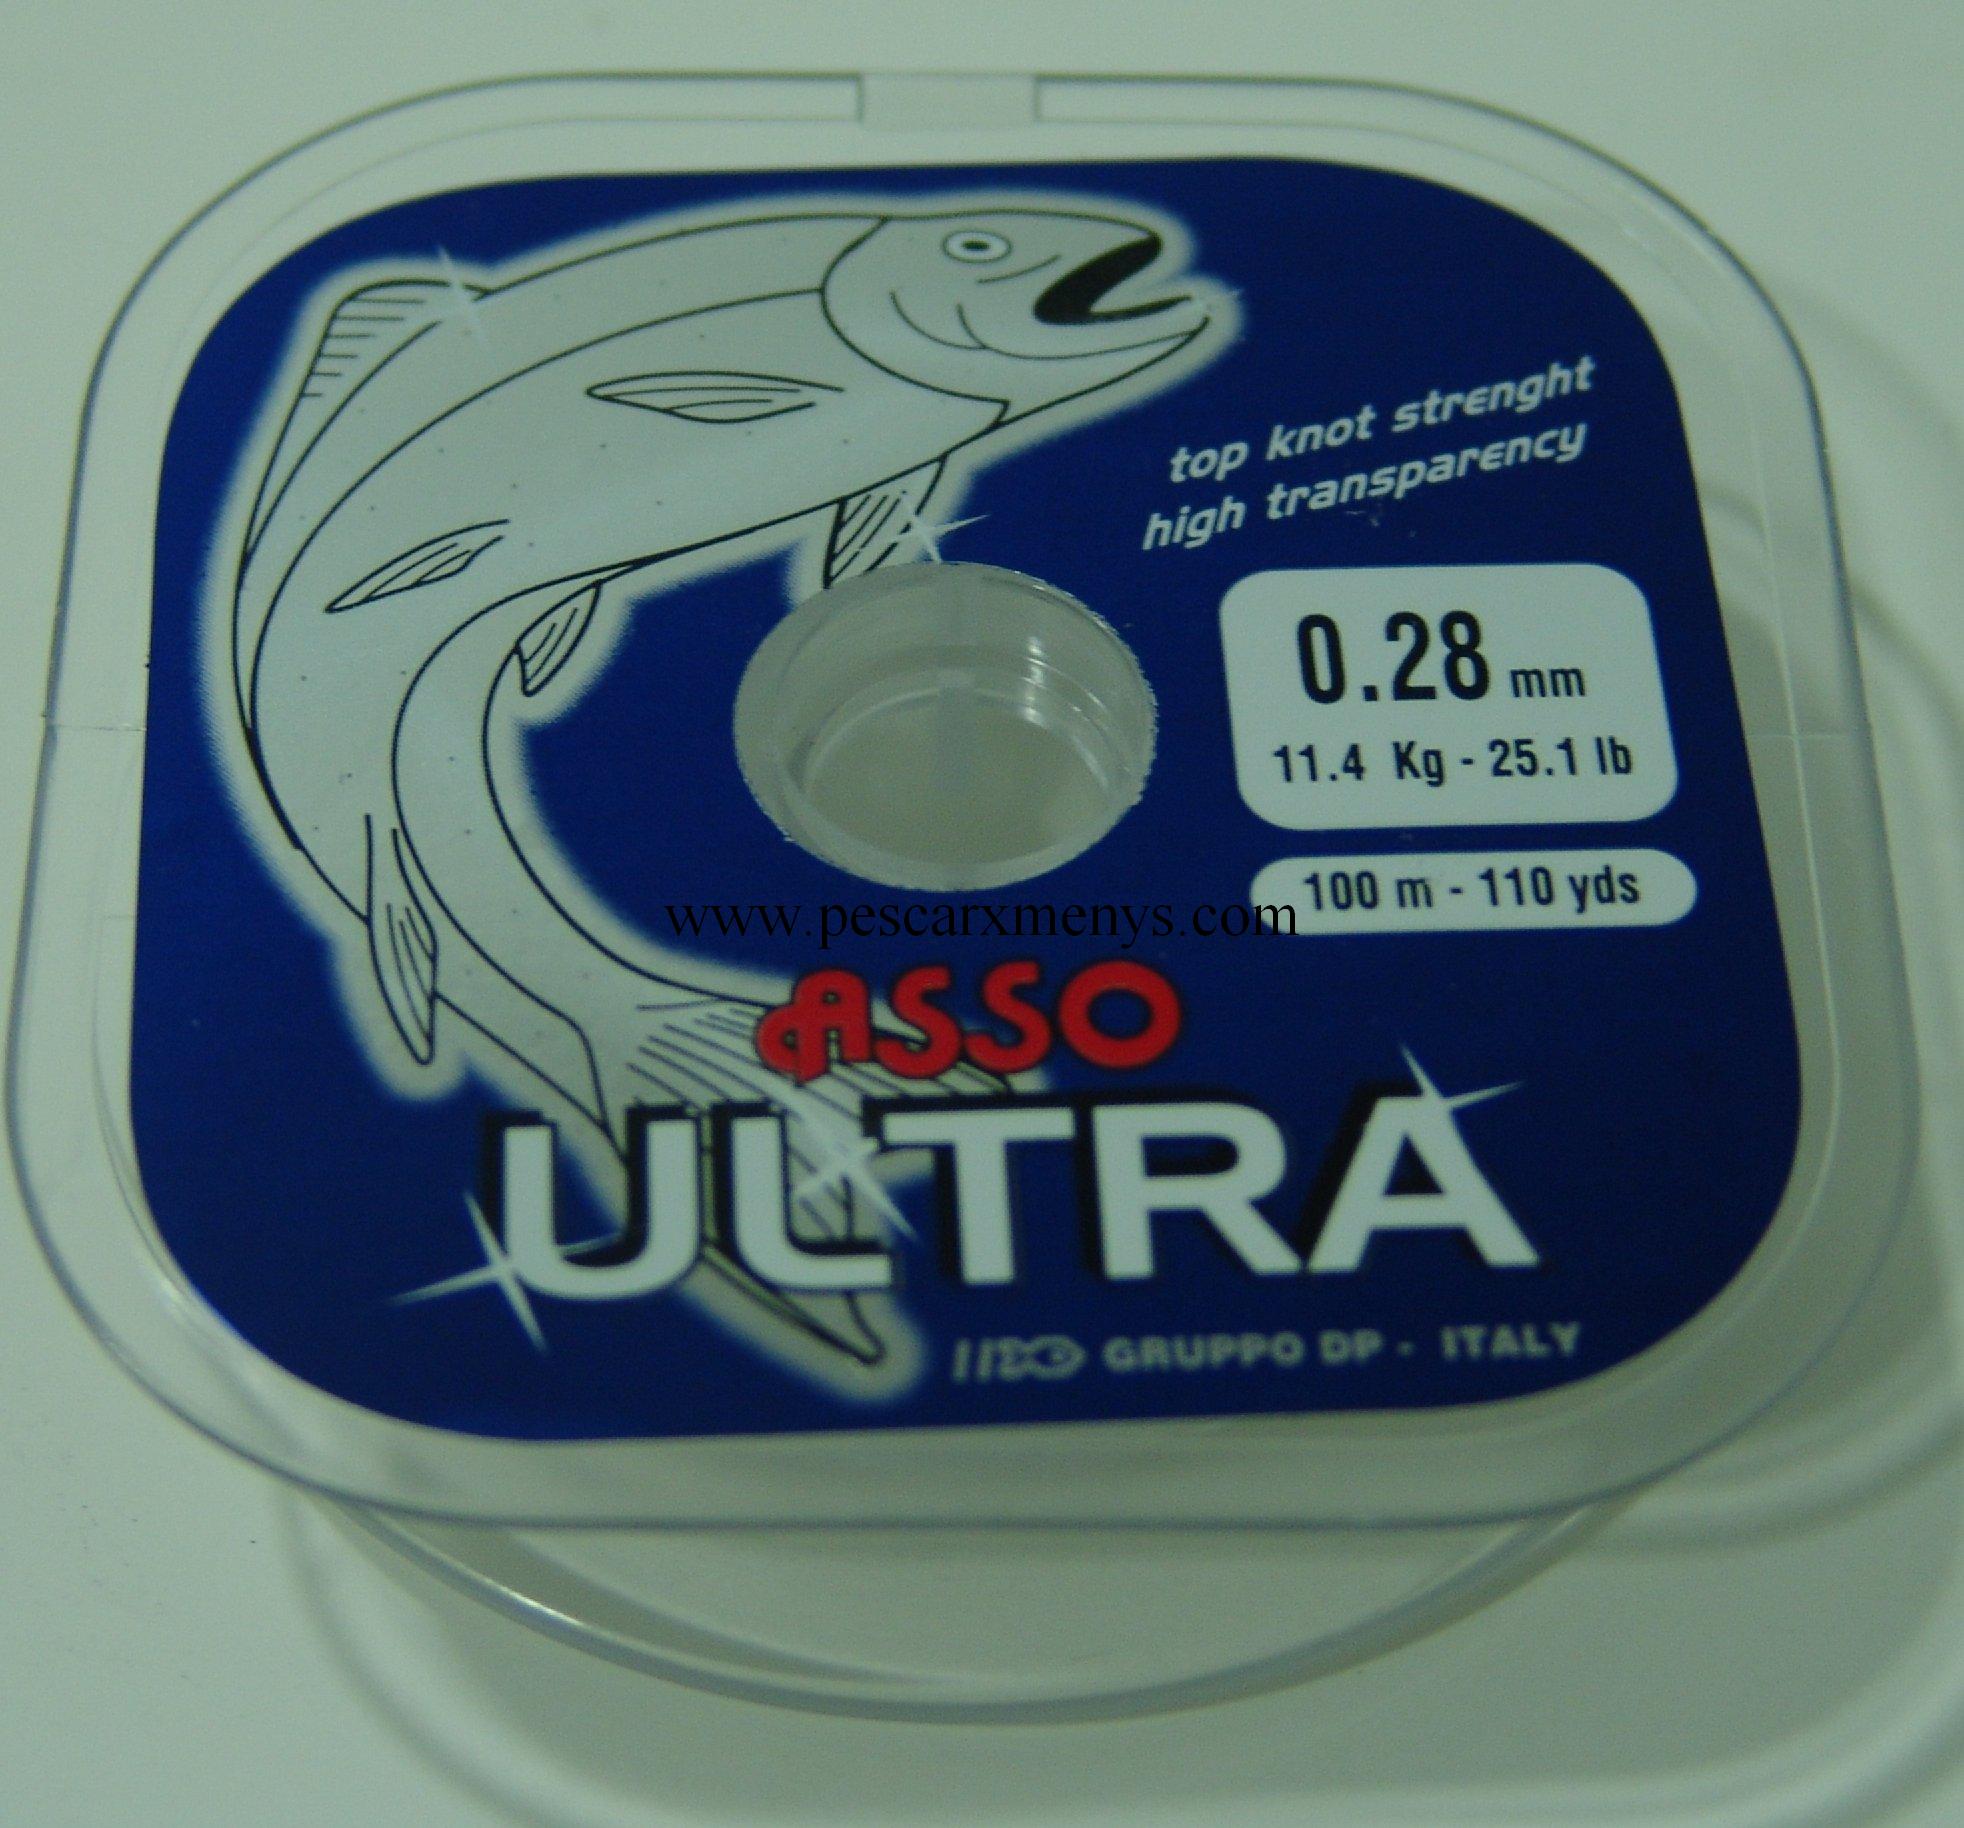 top knot strenght
high transparency
0.28 mm
11.4 Kg - 25.1 lb
100 m - 110 yds
www.pescarxmenys.com
ASSO
ULTRA
GRUPPO DP - ITALY